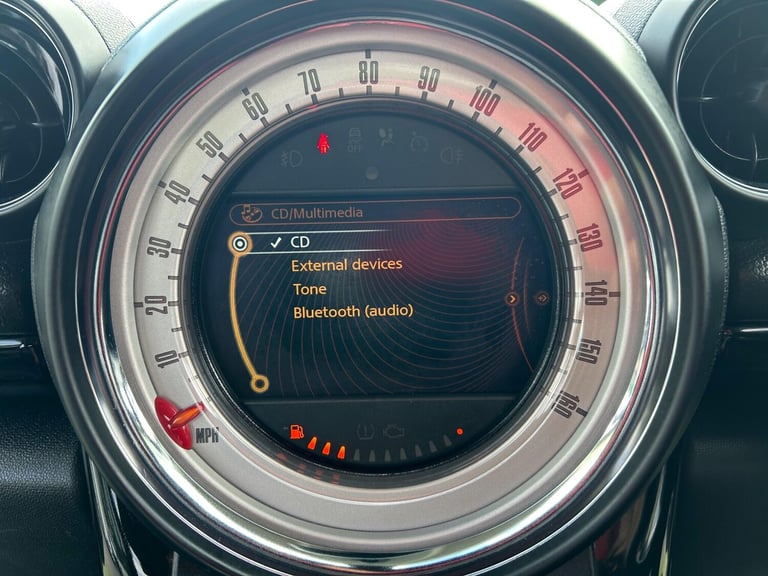 10
20
30
40
50
60
70
80
90
100
110
120
130
140
150
160
MPH
OFF
CD/Multimedia
✓ CD
External devices
Tone
Bluetooth (audio)